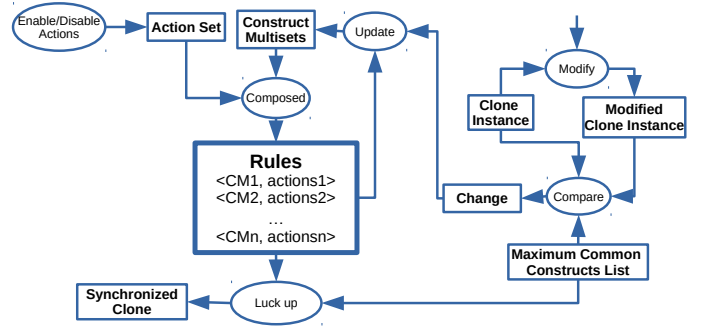 Enable/Disable
Actions
Action Set
Construct
Multisets
Update
Composed
Rules
<CM1, actions1>
<CM2, actions2>
...
<CMn, actionsn>
Synchronized
Clone
Luck up
Modify
Clone
Instance
Modified
Clone Instance
Change
Compare
Maximum Common
Constructs List